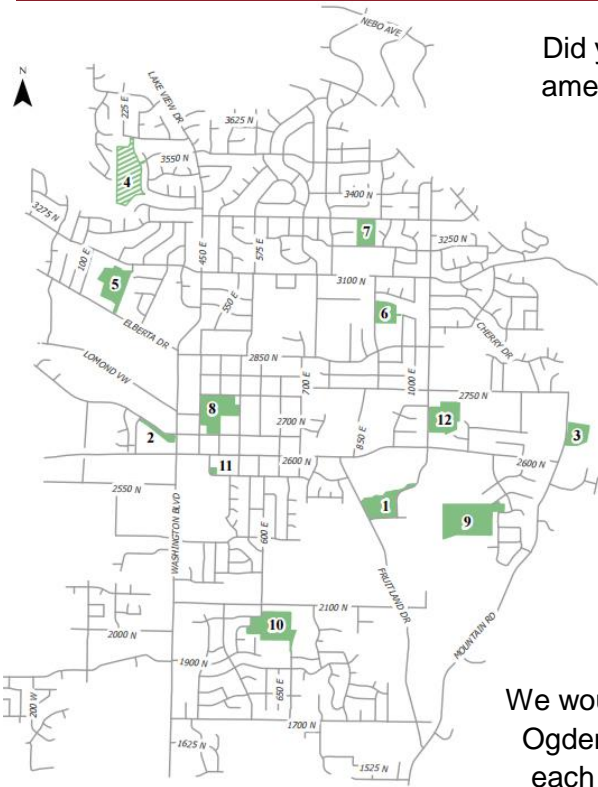 NEBO AVE
Did y
ame
N
LAKE VIEW DR
225 E
3625 N
3550 N
4
3400 N
3275 N
7
3250 N
450 E
575 E
100 E
5
3100 N
550 E
6
ELBERTA DR
CHERRY DR
2850 N
LOMOND VW
700 E
1000 E
2750 N
8
2700 N
850 E
12
3
2
2600 N
11
2600 N
2550 N
1
9
WASHINGTON BLVD
600 E
FRUITLAND DR
2100 N
10
2000 N
MOUNTAIN RD
1900 N
200 W
650 E
We wou
1700 N
Ogden
1625 N
1525 N
each